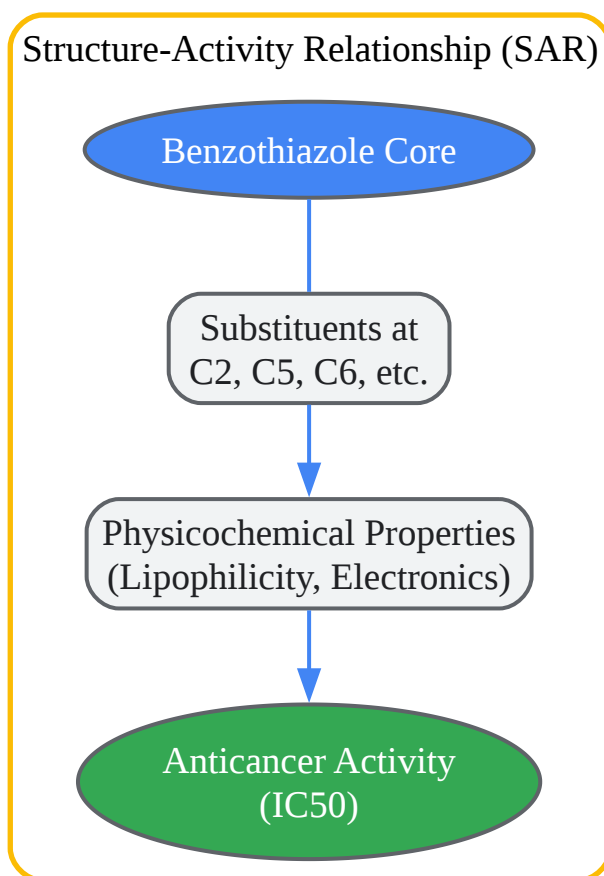 Structure-Activity Relationship (SAR)
Benzothiazole Core
Substituents at
C2, C5, C6, etc.
Physicochemical Properties
(Lipophilicity, Electronics)
Anticancer Activity
(IC50)